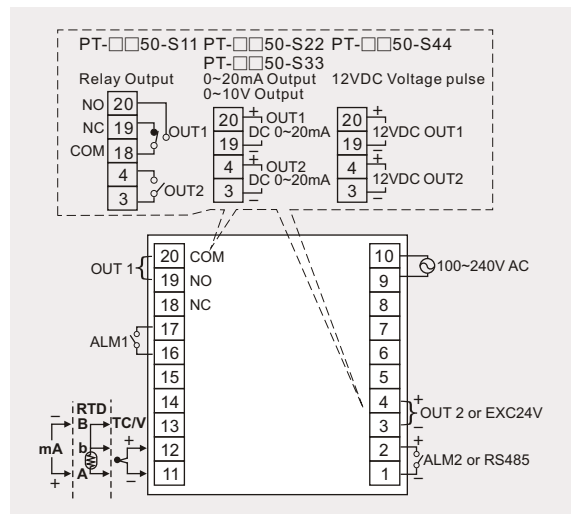 PT-□□50-S11 PT-□□50-S22 PT-□□50-S44
PT-□□50-S33
Relay Output 0~20mA Output 12VDC Voltage pulse
0~10V Output
NO 20
NC 19 OUT1
COM 18
4
3 OUT2
20 + OUT1
DC 0~20mA
19 −
4 + OUT2
DC 0~20mA
3 −
20 +
12VDC OUT1
19 −
4 +
12VDC OUT2
3 −
OUT 1
20 COM
19 NO
18 NC
ALM1
17
16
15
14
13
12
11
10
9
100~240V AC
8
7
6
5
4 +
OUT 2 or EXC24V
3 −
2 +
ALM2 or RS485
1 −
RTD
− B TC/V
mA b +
+ A −